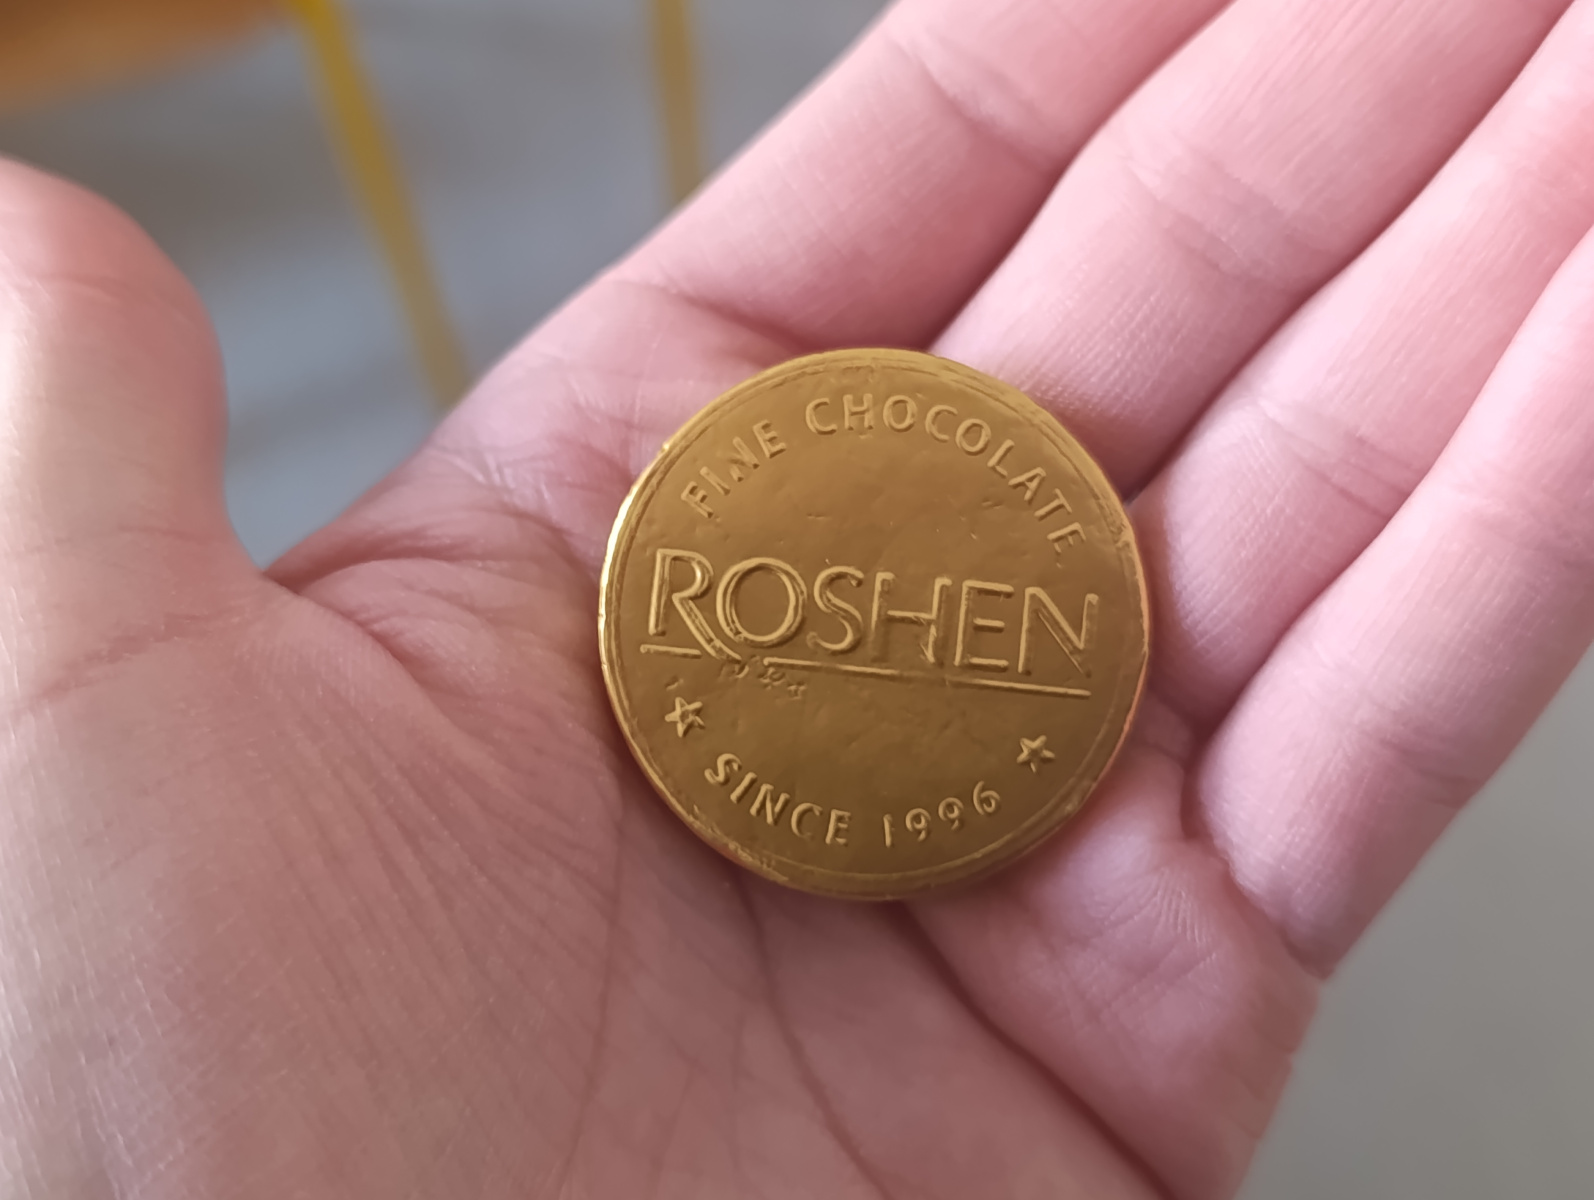 FINE CHOCOLATE
ROSHEN
SINCE 1996